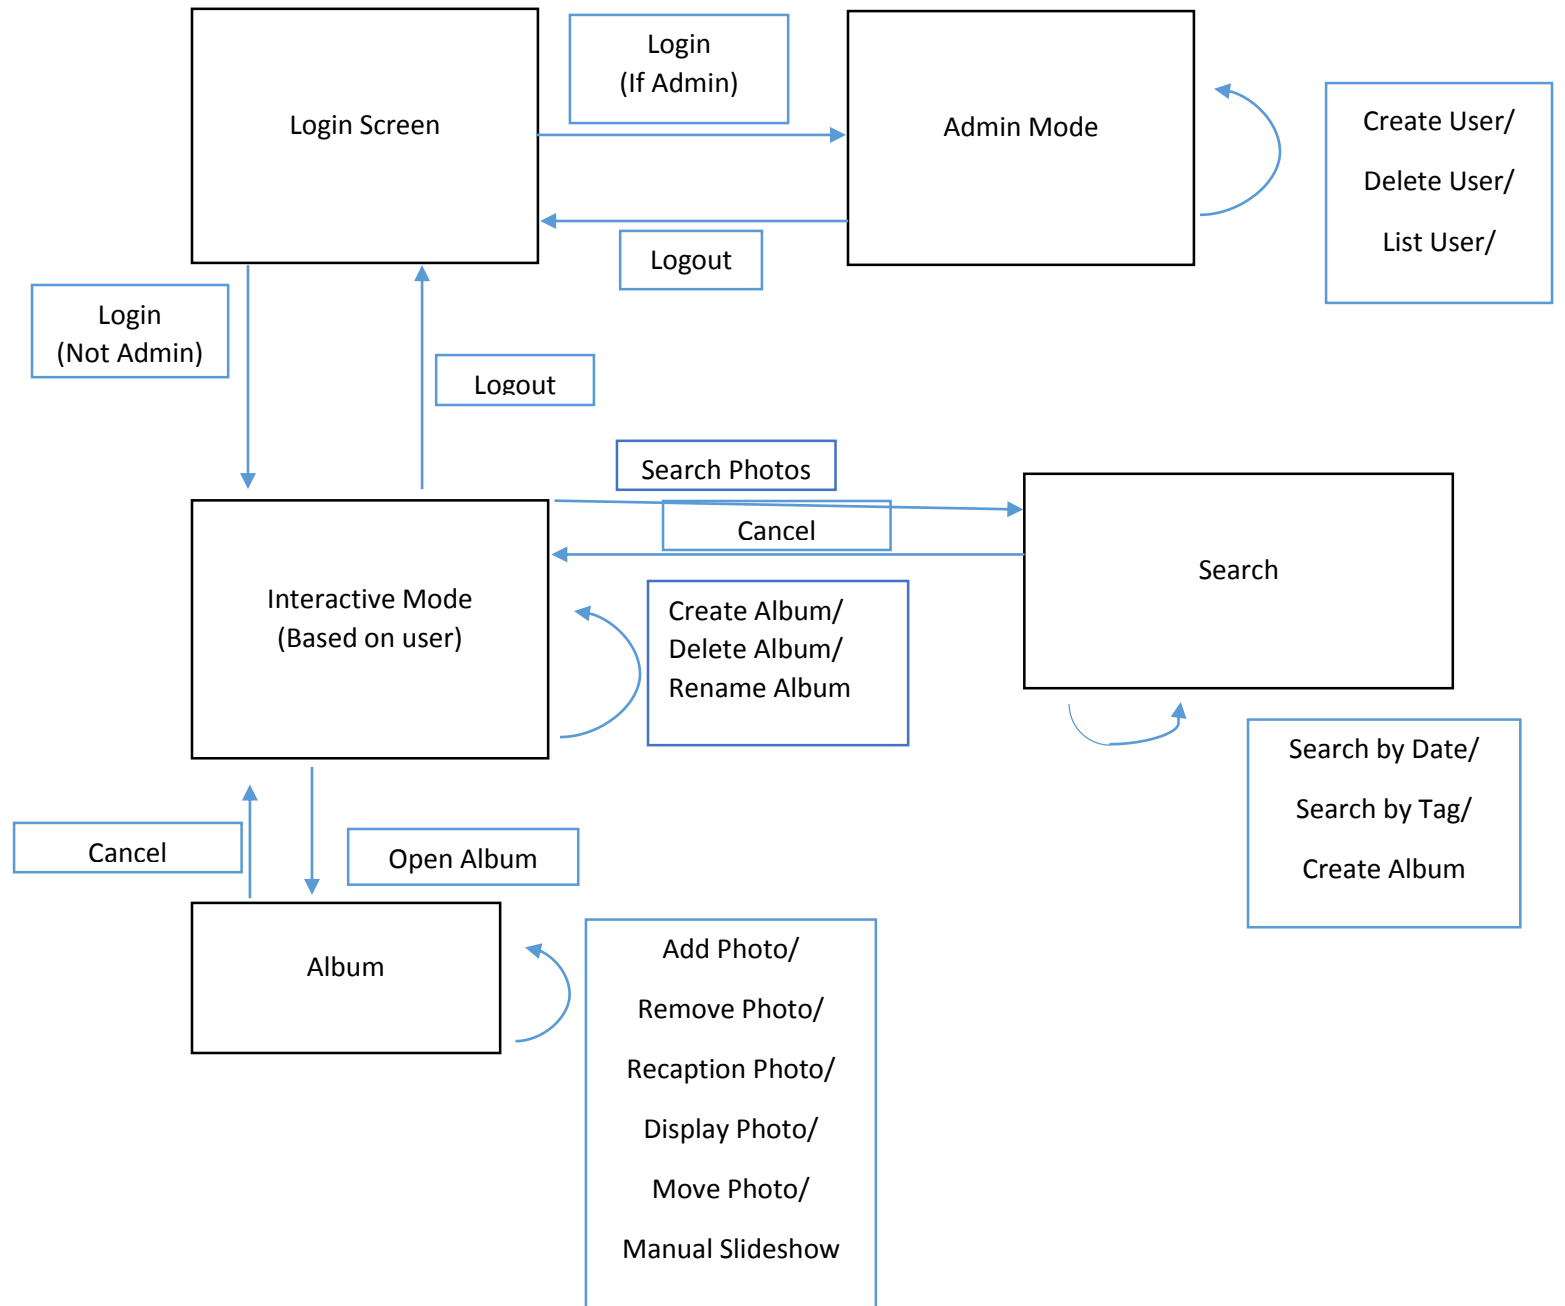 Login Screen
Login
(If Admin)
Admin Mode
Create User/
Delete User/
List User/
Logout
Login
(Not Admin)
Logout
Search Photos
Cancel
Interactive Mode
(Based on user)
Create Album/
Delete Album/
Rename Album
Search
Search by Date/
Search by Tag/
Create Album
Cancel
Open Album
Album
Add Photo/
Remove Photo/
Recaption Photo/
Display Photo/
Move Photo/
Manual Slideshow